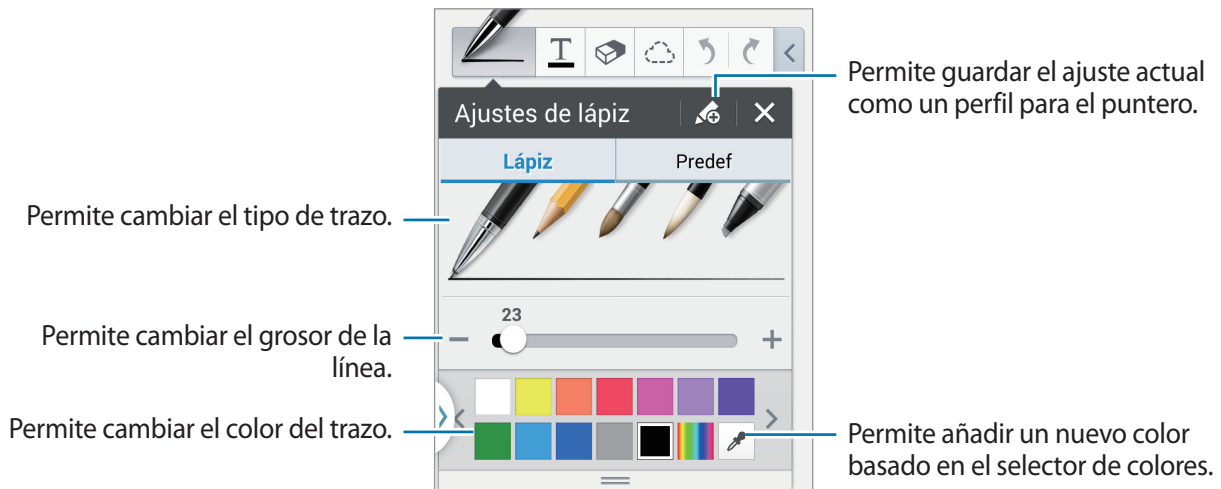 T
Ajustes de lápiz
Lápiz
Predef
23
Permite guardar el ajuste actual
como un perfil para el puntero.
Permite cambiar el tipo de trazo.
Permite cambiar el grosor de la
línea.
Permite cambiar el color del trazo.
Permite añadir un nuevo color
basado en el selector de colores.